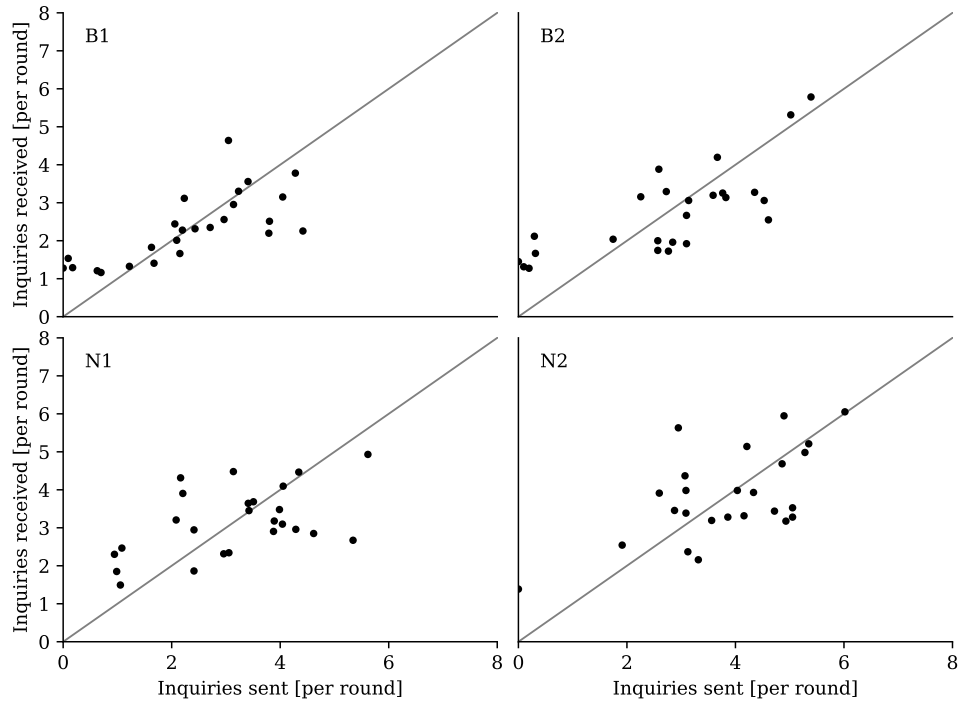 8
7
6
5
4
3
2
1
0
Inquiries received [per round]
B1
B2
8
7
6
5
4
3
2
1
0
Inquiries received [per round]
N1
N2
0 2 4 6 8
0 2 4 6 8
Inquiries sent [per round]
Inquiries sent [per round]